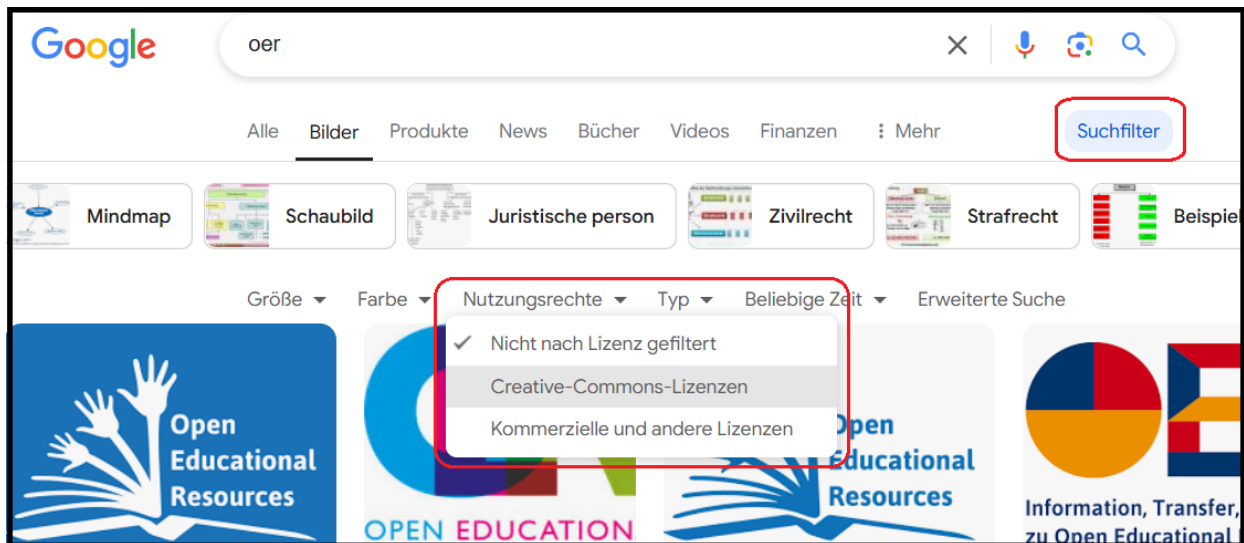 Google
oer
Alle Bilder Produkte News Bücher Videos Finanzen Mehr Suchfilter
Mindmap Schaubild Juristische person Zivilrecht Strafrecht Beispiel
Größe Farbe Nutzungsrechte Typ Beliebige Zeit Erweiterte Suche
Nicht nach Lizenz gefiltert
Creative-Commons-Lizenzen
Kommerzielle und andere Lizenzen
Open
Educational
Resources
OPEN EDUCATION
Open
Educational
Resources
Information, Transfer,
zu Open Educational